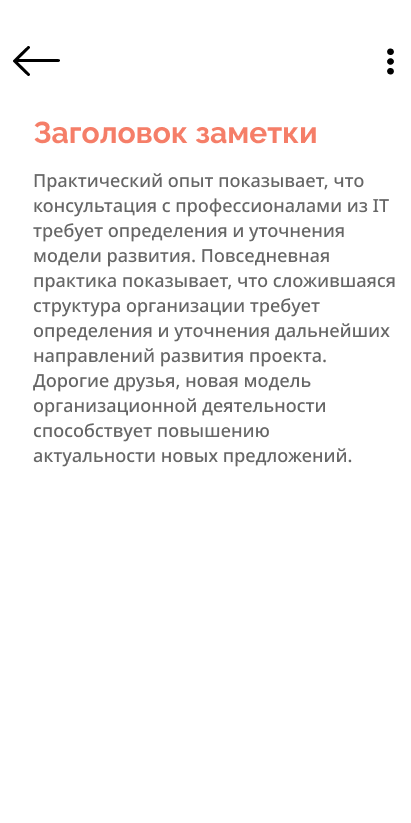 Заголовок заметки
Практический опыт показывает, что
консультация с профессионалами из IT
требует определения и уточнения
модели развития. Повседневная
практика показывает, что сложившаяся
структура организации требует
определения и уточнения дальнейших
направлений развития проекта.
Дорогие друзья, новая модель
организационной деятельности
способствует повышению
актуальности новых предложений.